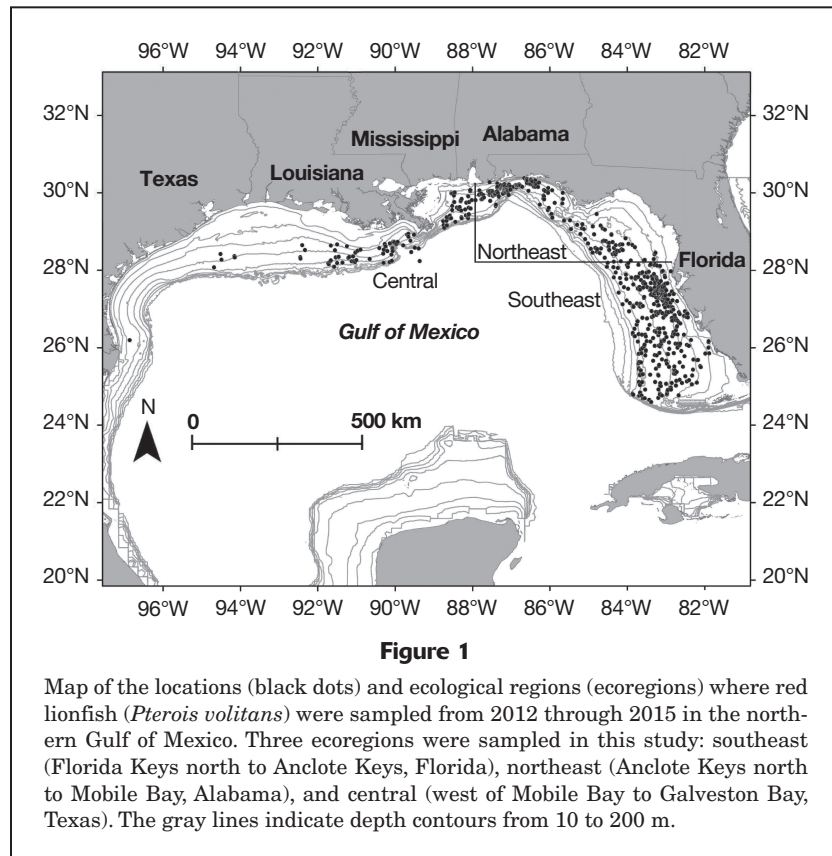 96°W 94°W 92°W 90°W 88°W 86°W 84°W 82°W
32°N 32°N
Mississippi Alabama
Texas Louisiana
30°N 30°N
Northeast Florida
28°N 28°N
Central
Southeast
Gulf of Mexico
26°N 26°N
N
0 500 km
24°N 24°N
22°N 22°N
20°N 20°N
96°W 94°W 92°W 90°W 88°W 86°W 84°W 82°W
Figure 1
Map of the locations (black dots) and ecological regions (ecoregions) where red
lionfish (Pterois volitans) were sampled from 2012 through 2015 in the north-
ern Gulf of Mexico. Three ecoregions were sampled in this study: southeast
(Florida Keys north to Anclote Keys, Florida), northeast (Anclote Keys north
to Mobile Bay, Alabama), and central (west of Mobile Bay to Galveston Bay,
Texas). The gray lines indicate depth contours from 10 to 200 m.